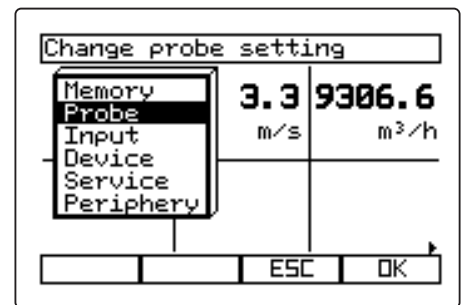 Change probe setting
Memory
Probe
Input
Device
Service
Periphery
3.3 9306.6
m/s m³/h
ESC OK